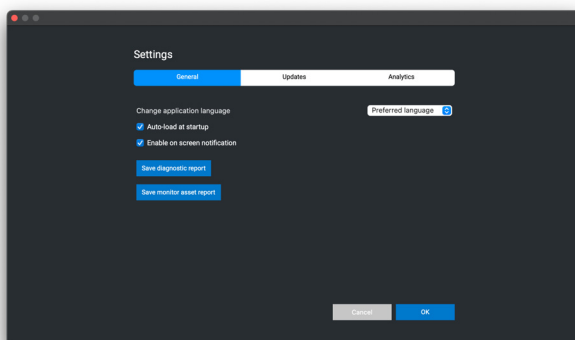 Settings
General Updates Analytics
Change application language Preferred language
Auto-load at startup
Enable on screen notification
Save diagnostic report
Save monitor asset report
Cancel OK